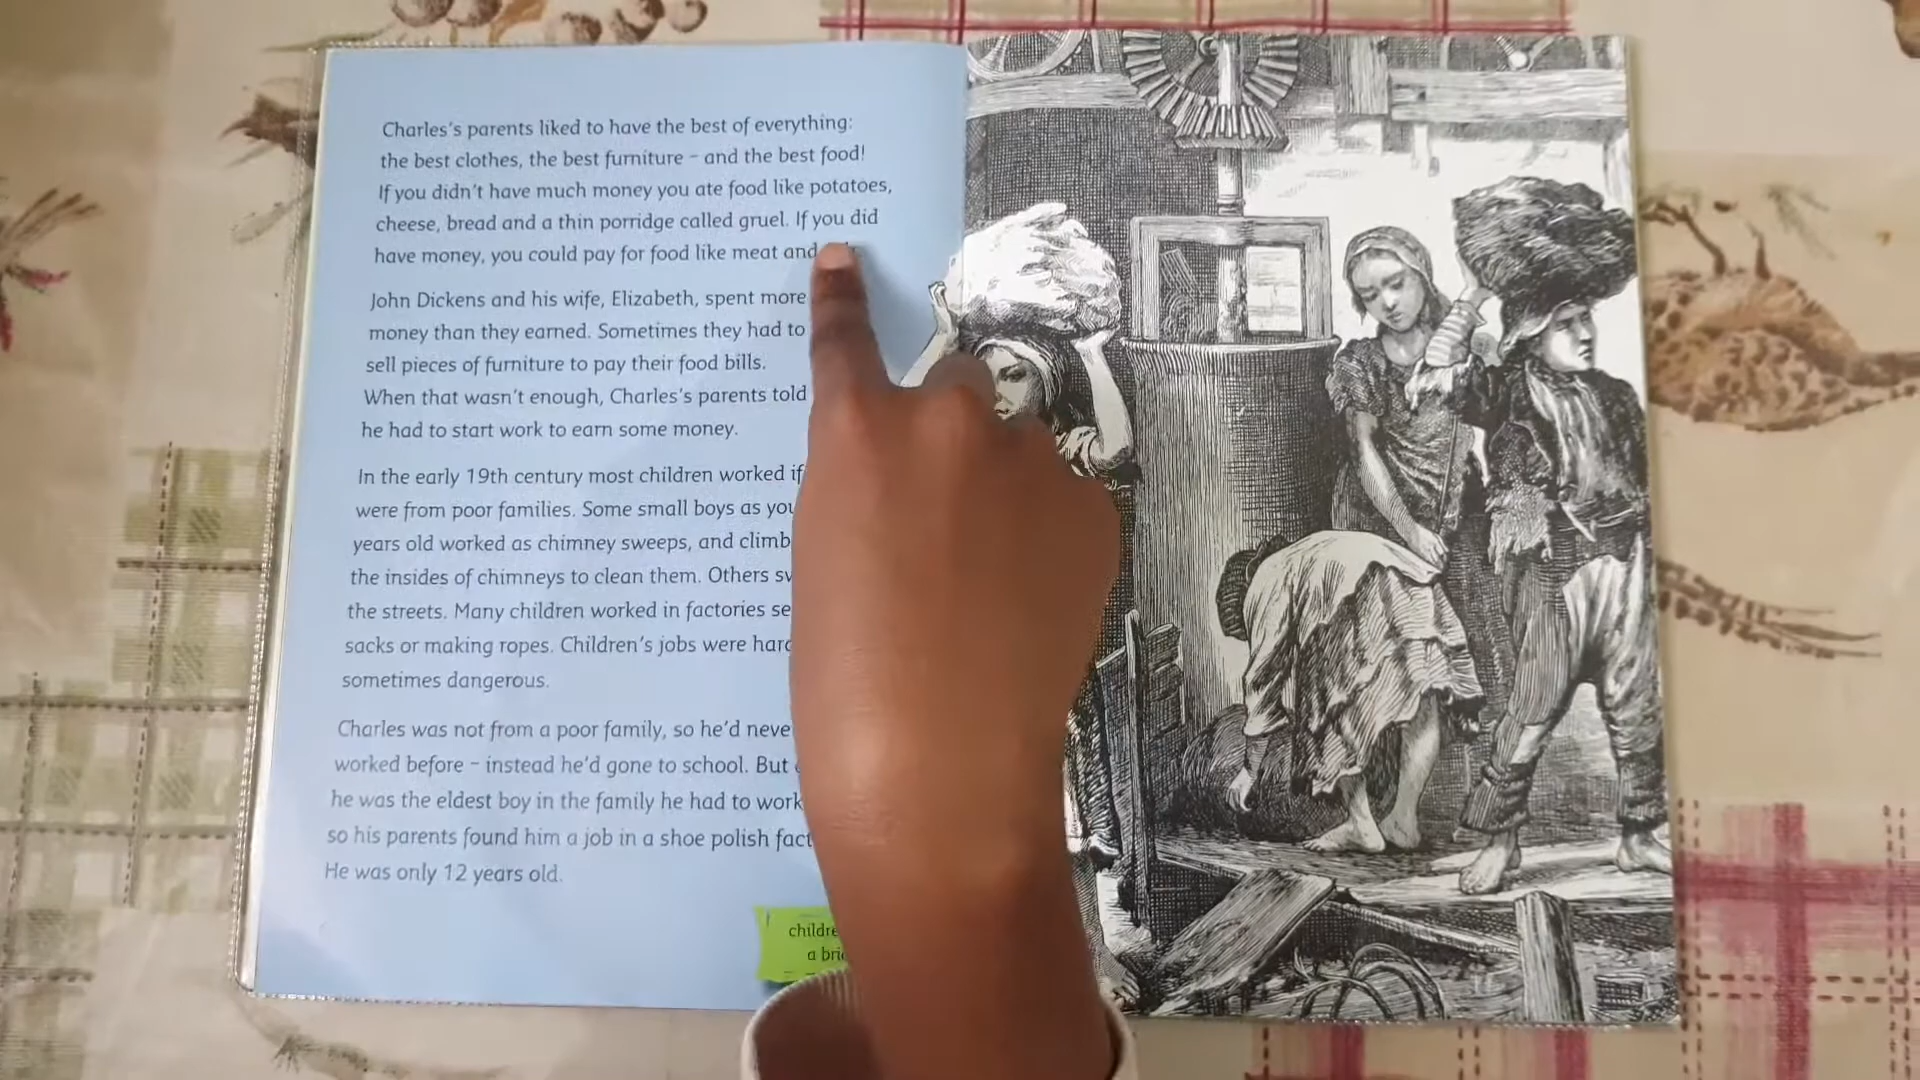 Charles's parents liked to have the best of everything:
the best clothes, the best furniture – and the best food!
If you didn't have much money you ate food like potatoes,
cheese, bread and a thin porridge called gruel. If you did
have money, you could pay for food like meat and
John Dickens and his wife, Elizabeth, spent more
money than they earned. Sometimes they had to
sell pieces of furniture to pay their food bills.
When that wasn't enough, Charles's parents told
he had to start work to earn some money.
In the early 19th century most children worked if
were from poor families. Some small boys as
years old worked as chimney sweeps, and
the insides of chimneys to clean them. Others
the streets. Many children worked in factories
sacks or making ropes. Children's jobs were
sometimes dangerous.
Charles was not from a poor family, so he'd
worked before – instead he'd gone to school. But
he was the eldest boy in the family he had to work
so his parents found him a job in a shoe polish
He was only 12 years old.
a